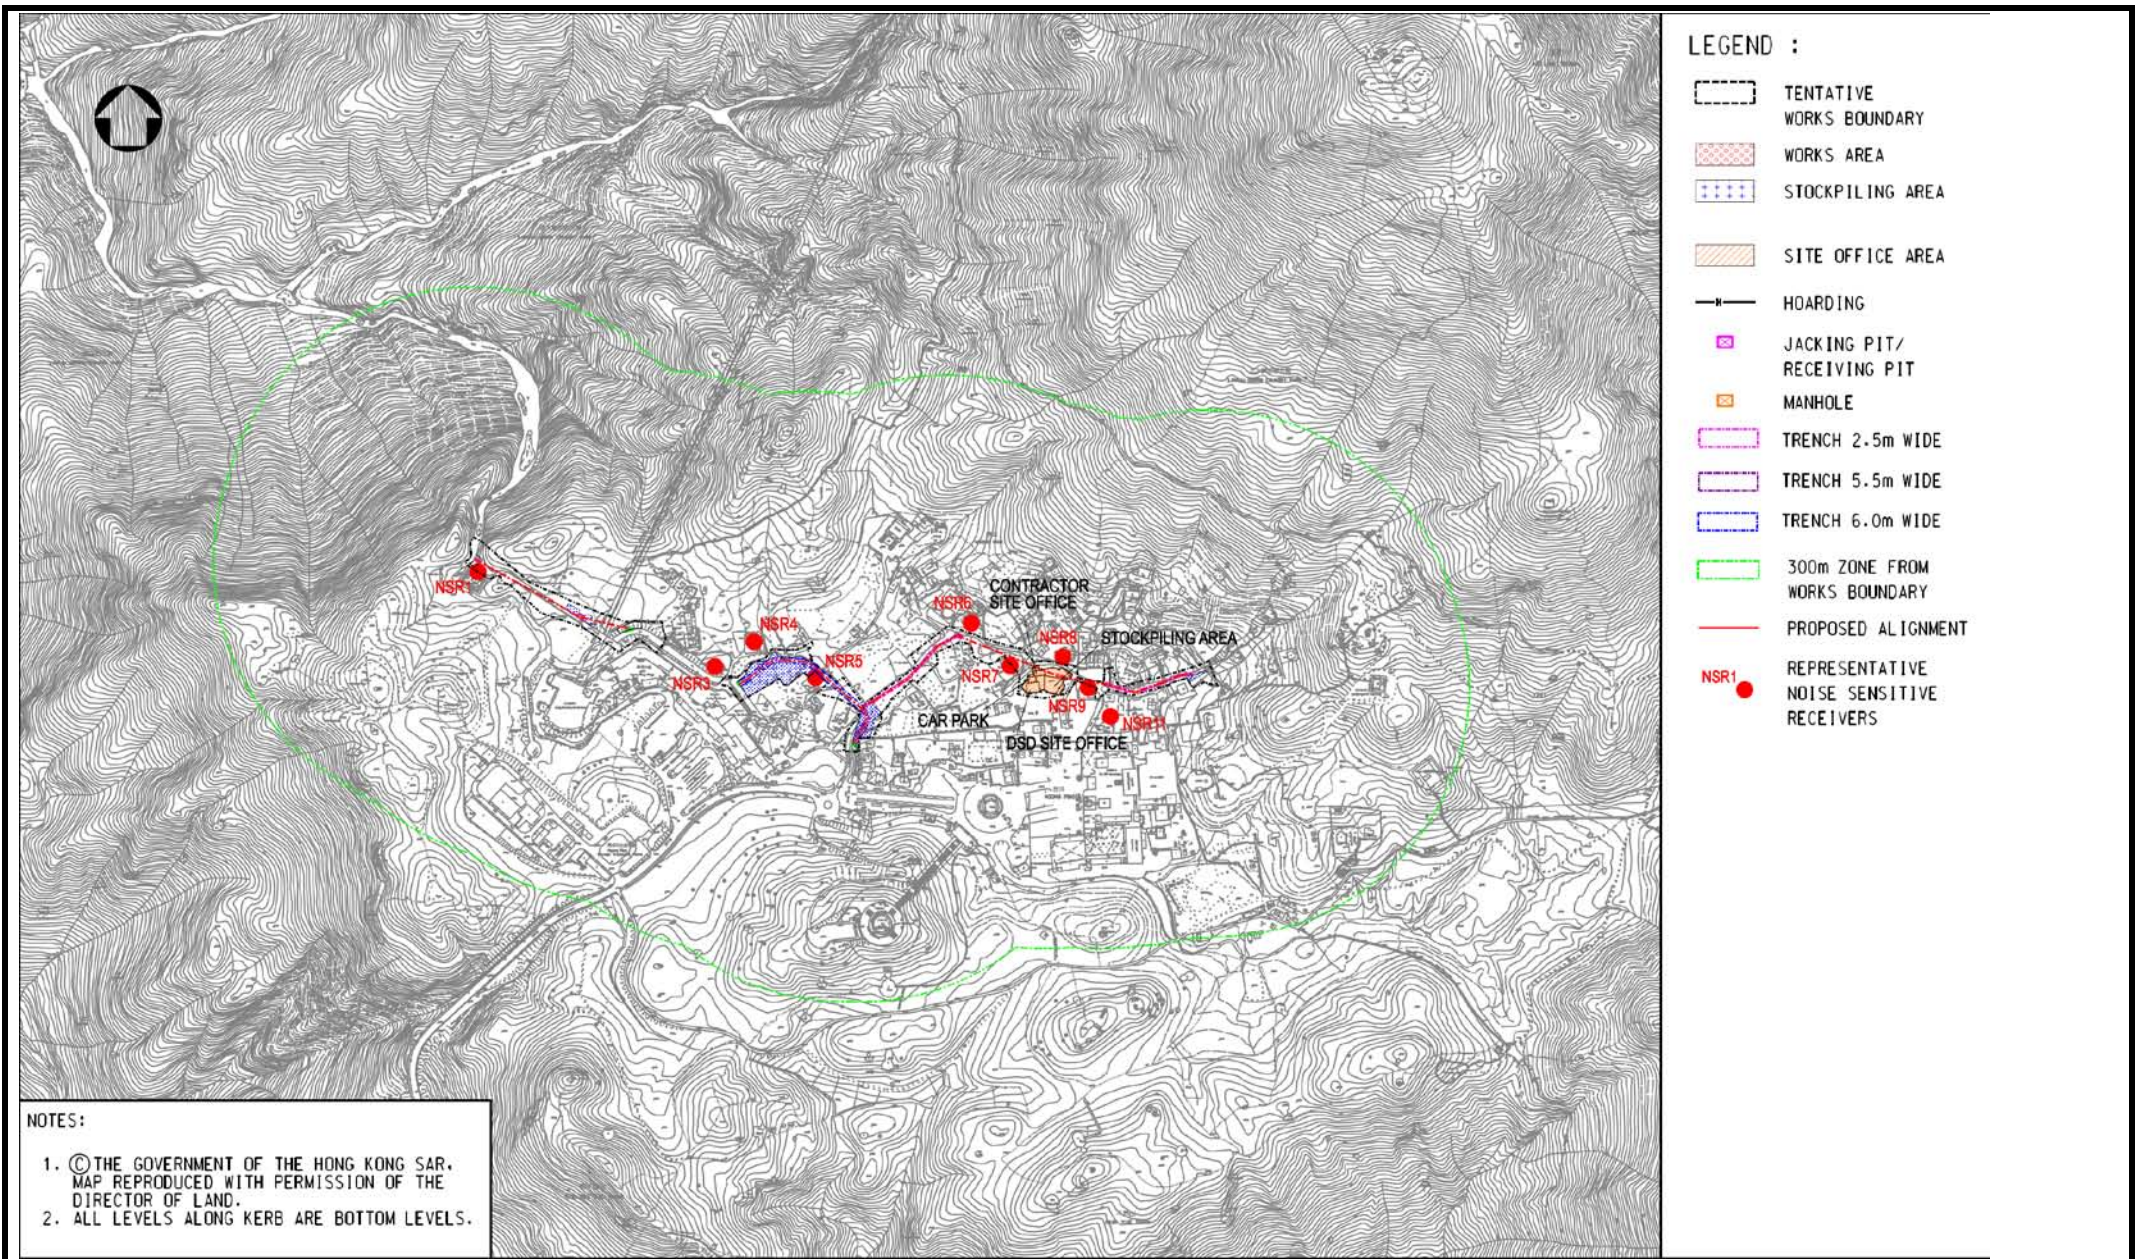 LEGEND :
TENTATIVE
WORKS BOUNDARY
WORKS AREA
STOCKPILING AREA
SITE OFFICE AREA
HOARDING
JACKING PIT/
RECEIVING PIT
MANHOLE
TRENCH 2.5m WIDE
TRENCH 5.5m WIDE
TRENCH 6.0m WIDE
300m ZONE FROM
WORKS BOUNDARY
PROPOSED ALIGNMENT
NSR1
REPRESENTATIVE
NOISE SENSITIVE
RECEIVERS
NSR1
CONTRACTOR
SITE OFFICE
NSR6
NSR4
NSR8
STOCKPILING AREA
NSR5
NSR3
NSR7
NSR9
CAR PARK
NSR11
DSD SITE OFFICE
NOTES:
1. ©THE GOVERNMENT OF THE HONG KONG SAR.
MAP REPRODUCED WITH PERMISSION OF THE
DIRECTOR OF LAND.
2. ALL LEVELS ALONG KERB ARE BOTTOM LEVELS.